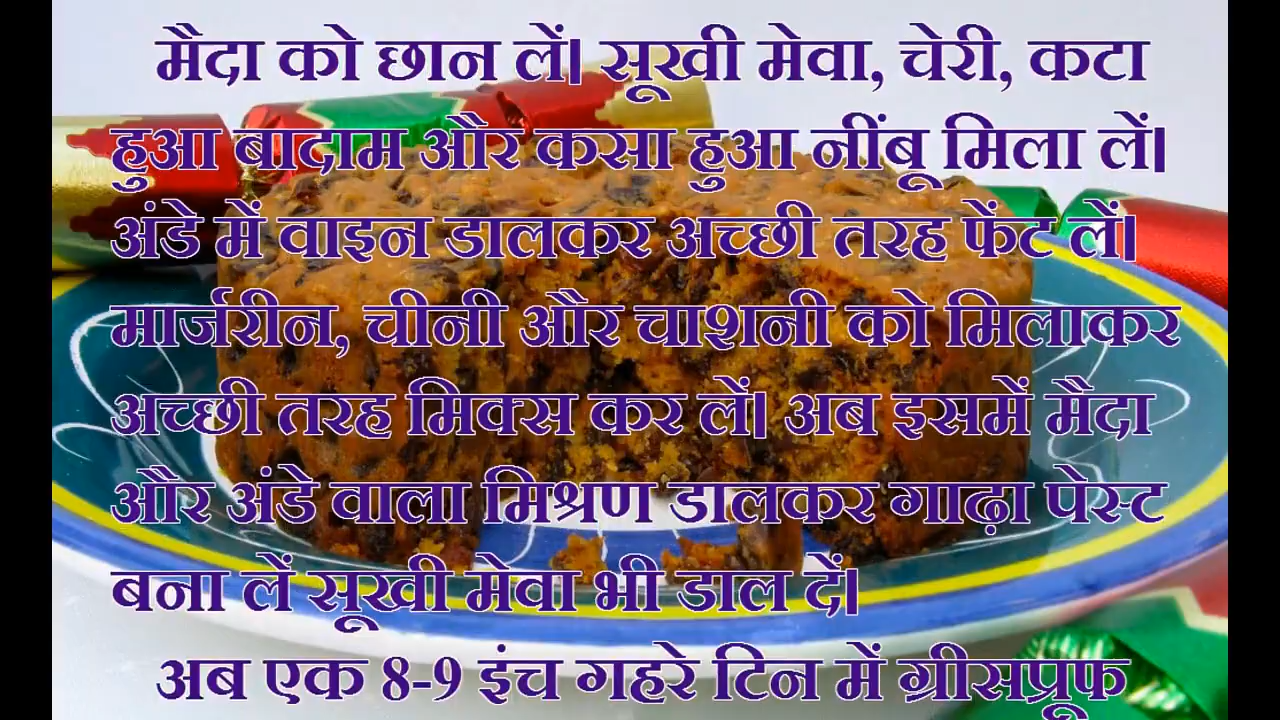 मैदा को छान लें। सूखी मेवा, चेरी, कटा
हुआ बादाम और कसा हुआ नींबू मिला लें।
अंडे में वाइन डालकर अच्छी तरह फेंट लें।
मार्जरीन, चीनी और चाशनी को मिलाकर
अच्छी तरह मिक्स कर लें। अब इसमें मैदा
और अंडे वाला मिश्रण डालकर गाढ़ा पेस्ट
बना लें सूखी मेवा भी डाल दें।
अब एक 8-9 इंच गहरे टिन में ग्रीसप्रूफ